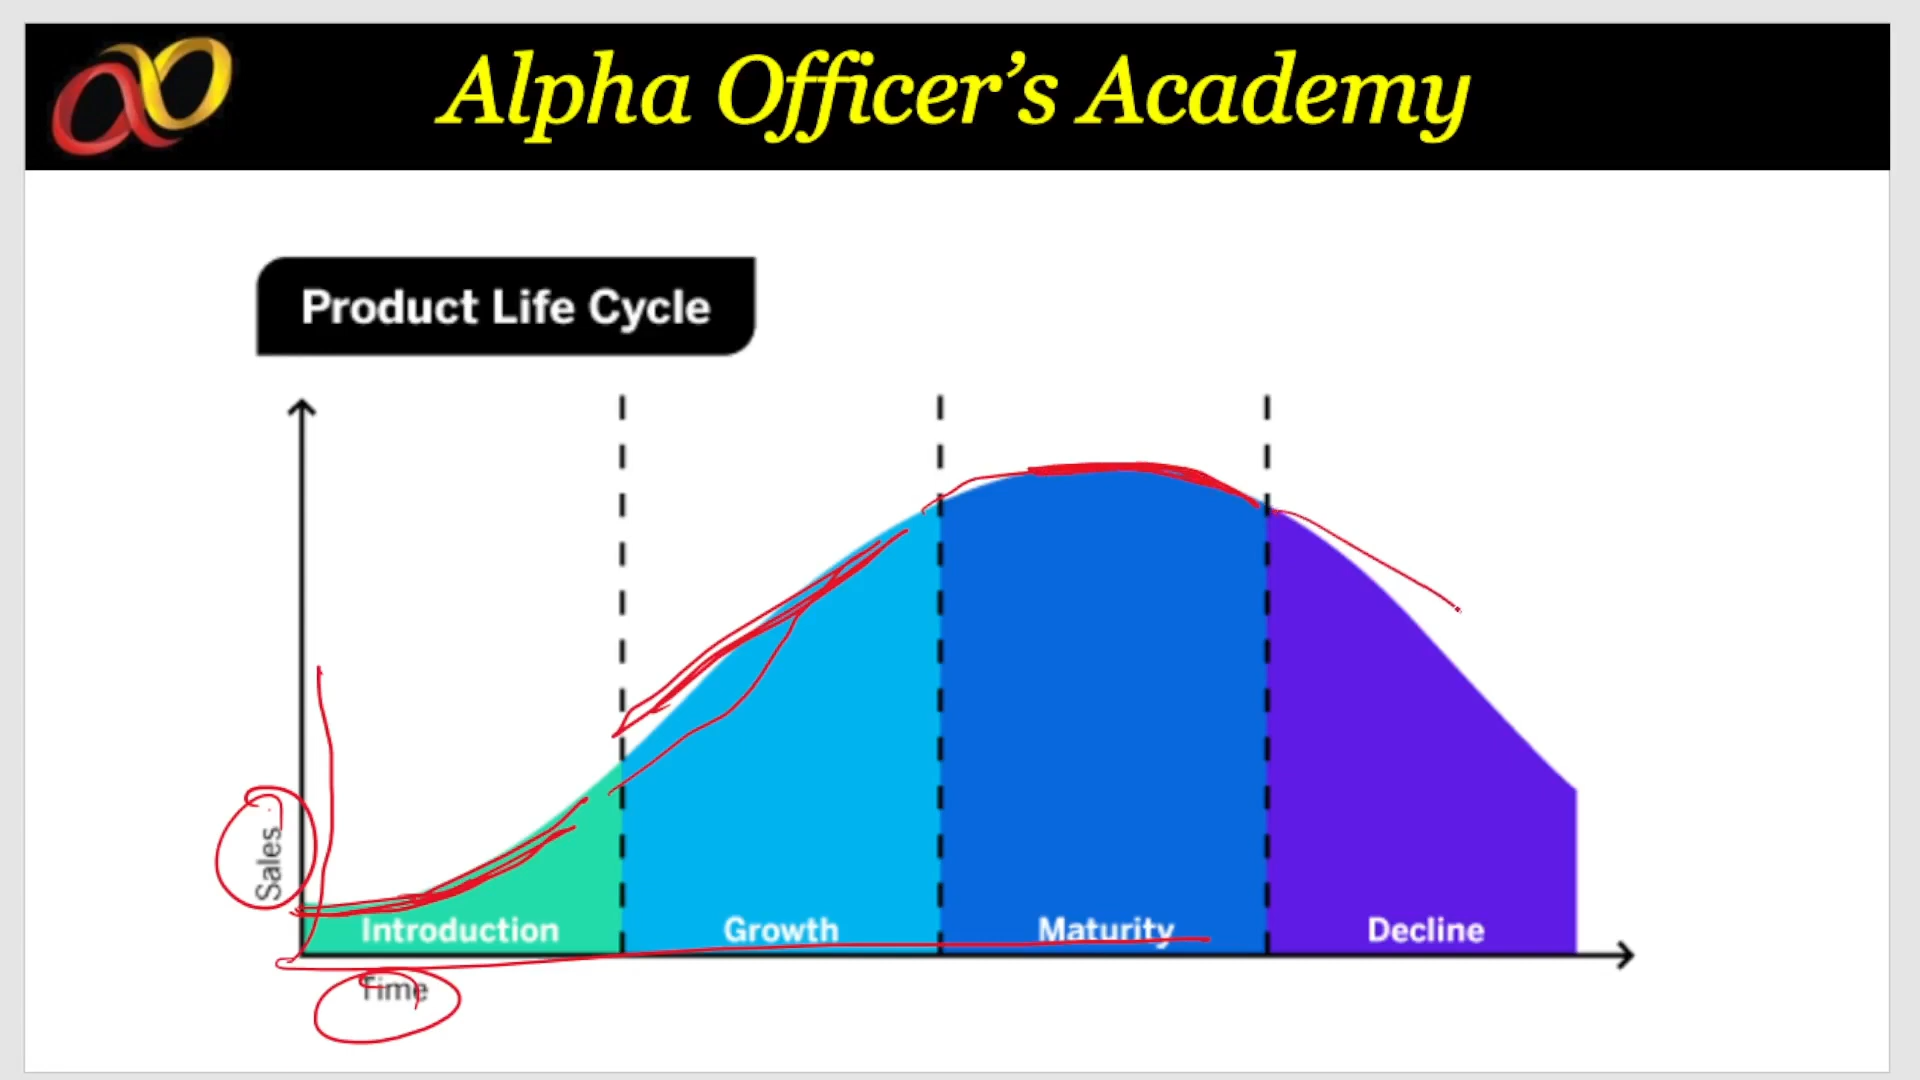 Alpha Officer’s Academy
Product Life Cycle
Sales
Introduction
Growth
Maturity
Decline
Time